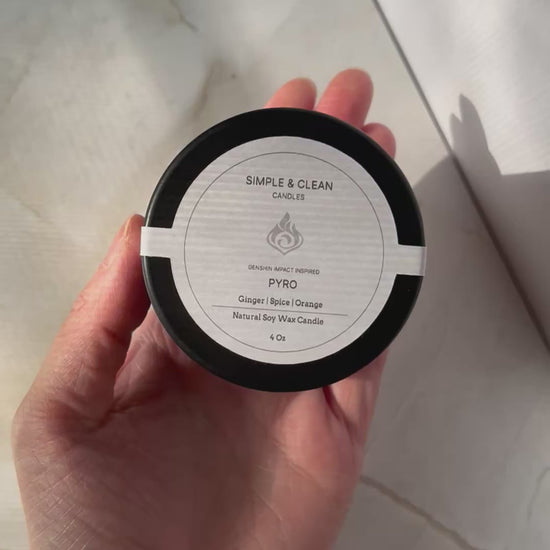 SIMPLE & CLEAN
CANDLES
GENSHIN IMPACT INSPIRED
PYRO
Ginger | Spice | Orange
Natural Soy Wax Candle
4 Oz